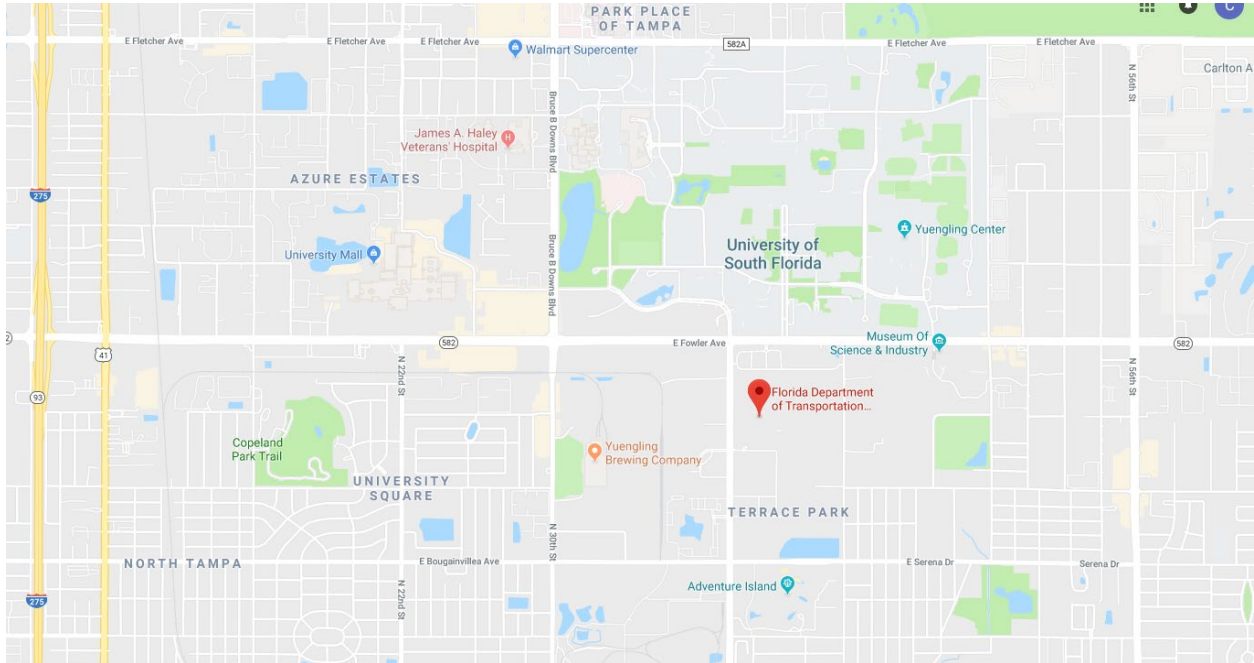 PARK PLACE
OF TAMPA
C
E Fletcher Ave
E Fletcher Ave
E Fletcher Ave
Walmart Supercenter
582A
E Fletcher Ave
E Fletcher Ave
N 56th St
Carlton A
Bruce B Downs Blvd
James A. Haley
Veterans' Hospital
H
AZURE ESTATES
275
Yuengling Center
University Mall
Bruce B Downs Blvd
University of
South Florida
582
E Fowler Ave
Museum Of
Science & Industry
582
2
41
N 22nd St
N 56th St
93
Florida Department
of Transportation...
Copeland
Park Trail
Yuengling
Brewing Company
UNIVERSITY
SQUARE
TERRACE PARK
N 30th St
NORTH TAMPA
E Bougainvillea Ave
E Serena Dr
Serena Dr
Adventure Island
N 22nd St
275